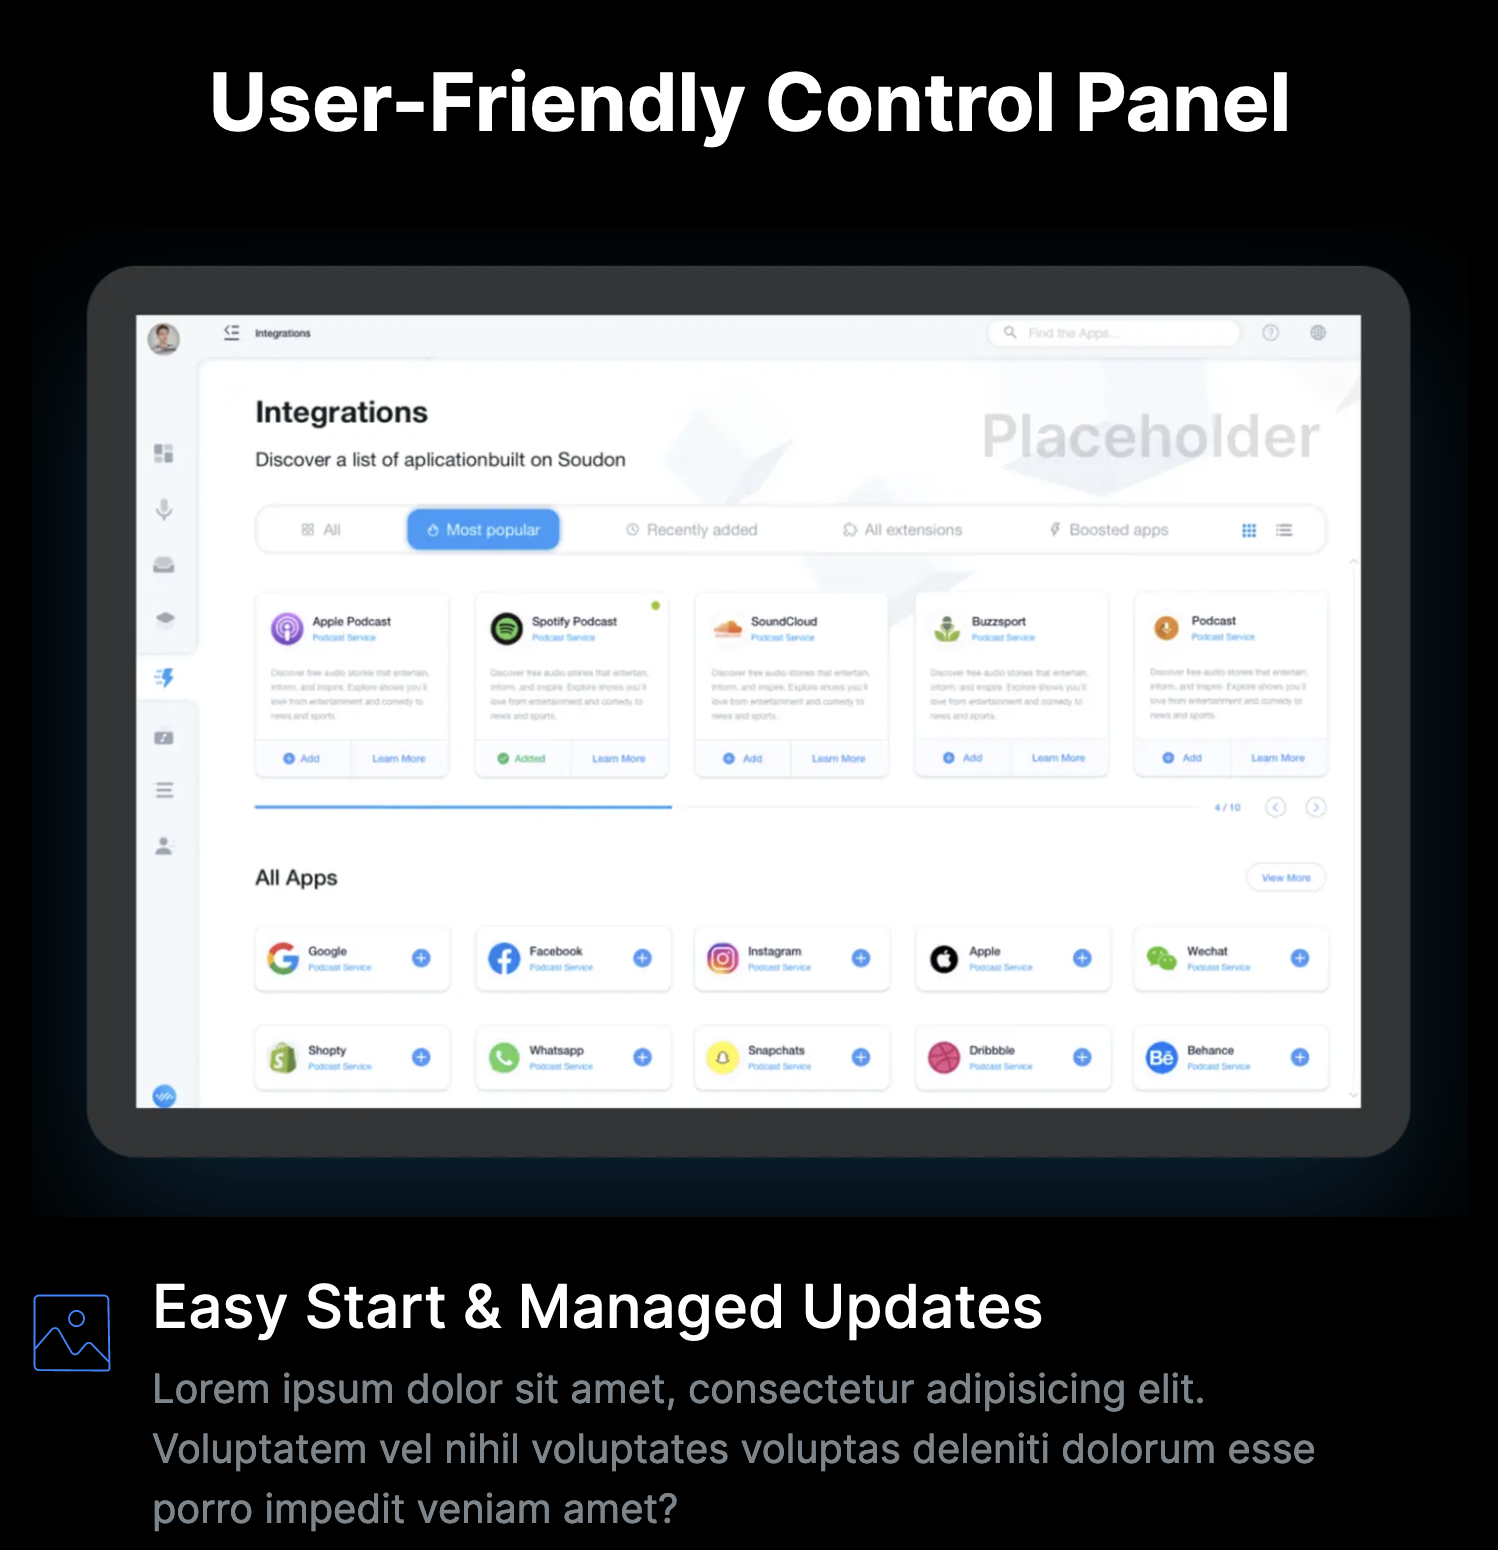 User-Friendly Control Panel
Integrations
Find the Apps...
Integrations
Placeholder
Discover a list of aplicationbuilt on Soudon
All
Most popular
Recently added
All extensions
Boosted apps
Apple Podcast
Podcast Service
Discover free audio stories that entertain,
inform, and inspire. Explore shows you'll
love from entertainment and comedy to
news and sports.
Add
Learn More
Spotify Podcast
Podcast Service
Discover free audio stories that entertain,
inform, and inspire. Explore shows you'll
love from entertainment and comedy to
news and sports.
Added
Learn More
SoundCloud
Podcast Service
Discover free audio stories that entertain,
inform, and inspire. Explore shows you'll
love from entertainment and comedy to
news and sports.
Add
Learn More
Buzzsport
Podcast Service
Discover free audio stories that entertain,
inform, and inspire. Explore shows you'll
love from entertainment and comedy to
news and sports.
Add
Learn More
Podcast
Podcast Service
Discover free audio stories that entertain,
inform, and inspire. Explore shows you'll
love from entertainment and comedy to
news and sports.
Add
Learn More
4 / 10
All Apps
View More
Google
Podcast Service
Facebook
Podcast Service
Instagram
Podcast Service
Apple
Podcast Service
Wechat
Podcast Service
Shopty
Podcast Service
Whatsapp
Podcast Service
Snapchats
Podcast Service
Dribbble
Podcast Service
Bē
Behance
Podcast Service
Easy Start & Managed Updates
Lorem ipsum dolor sit amet, consectetur adipisicing elit.
Voluptatem vel nihil voluptates voluptas deleniti dolorum esse
porro impedit veniam amet?